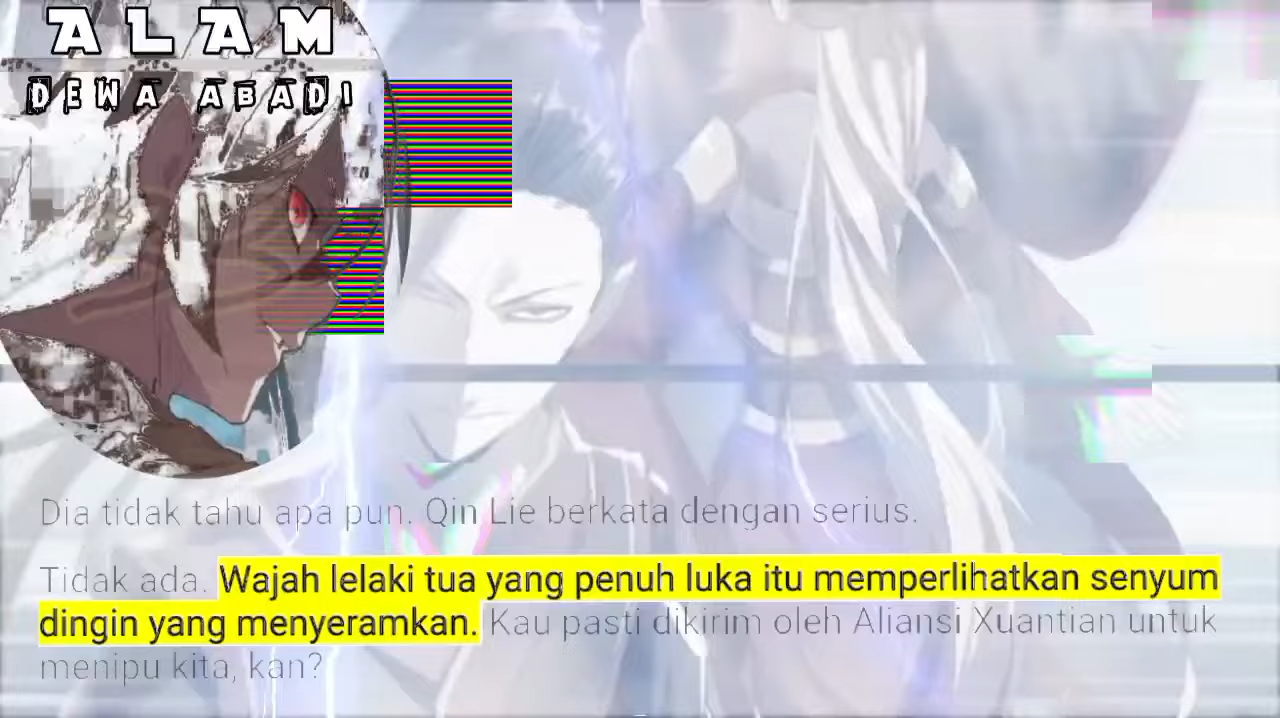 ALAM
DEWA ABADI
Dia tidak tahu apa pun. Qin Lie berkata dengan serius.
Tidak ada. Wajah lelaki tua yang penuh luka itu memperlihatkan senyum
dingin yang menyeramkan. Kau pasti dikirim oleh Aliansi Xuantian untuk
menipu kita, kan?